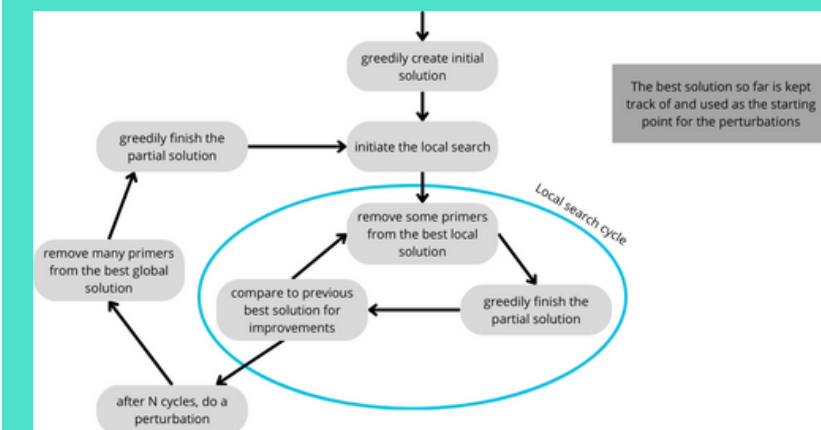 greedily create initial
solution
The best solution so far is kept
track of and used as the starting
point for the perturbations
greedily finish the
partial solution
initiate the local search
Local search cycle
remove some primers
from the best local
solution
remove many primers
from the best global
solution
compare to previous
best solution for
improvements
greedily finish the
partial solution
after N cycles, do a
perturbation